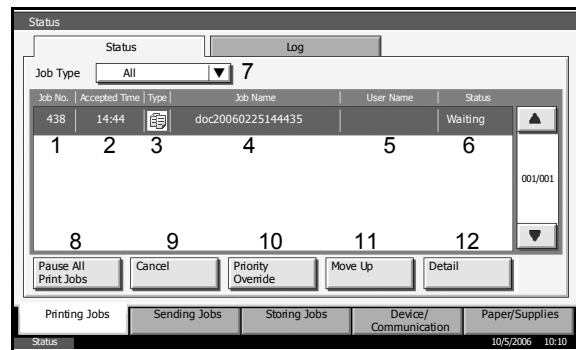 Status
Status Log
Job Type All 7
Job No. Accepted Time Type Job Name User Name Status
438 14:44 doc20060225144435 Waiting
1 2 3 4 5 6
001/001
8 9 10 11 12
Pause All Print Jobs Cancel Priority Override Move Up Detail
Printing Jobs Sending Jobs Storing Jobs Device/ Communication Paper/Supplies
Status 10/5/2006 10:10